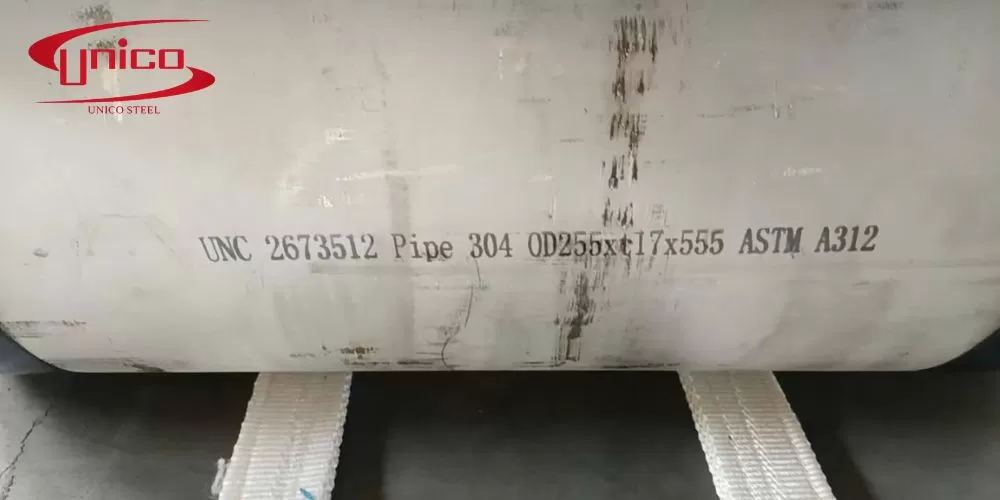 unico
UNICO STEEL
UNC 2673512 Pipe 304 OD255xt17x555 ASTM A312